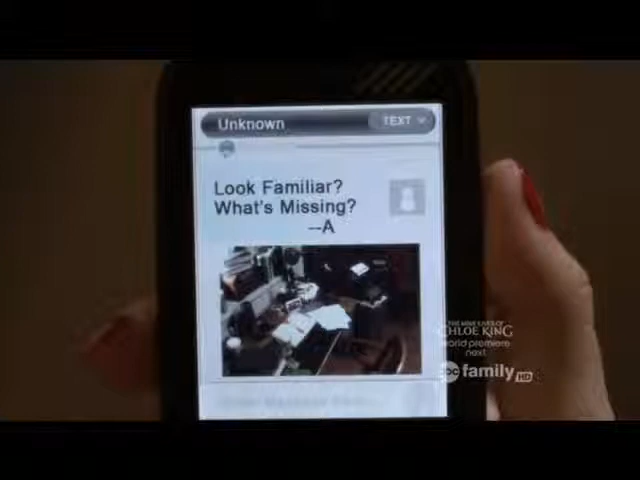 Unknown
TEXT
Look Familiar?
What's Missing?
--A
THE NINE LIVES OF
CHLOE KING
world premiere
next
abc family HD